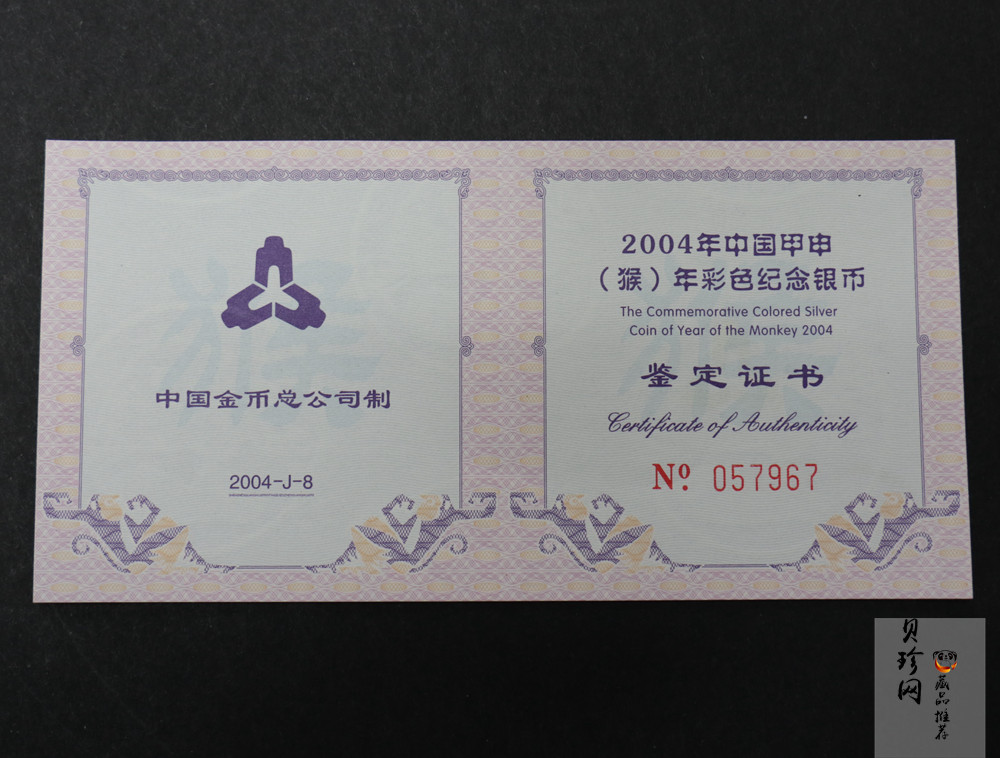 中国金币总公司制
2004-J-8
2004年中国甲申
（猴）年彩色纪念银币
The Commemorative Colored Silver
Coin of Year of the Monkey 2004
鉴定证书
Certificate of Authenticity
Nº 057967
贝珍网
藏品推荐